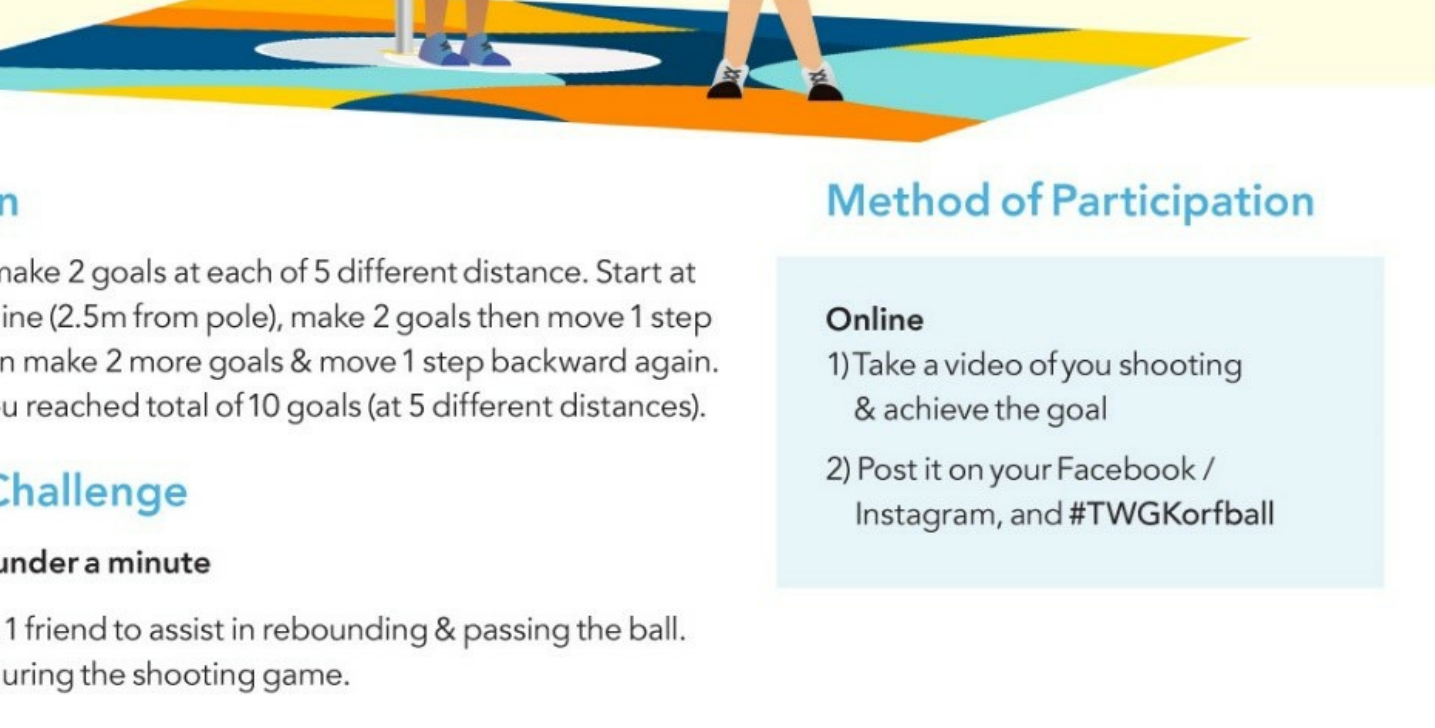 n
make 2 goals at each of 5 different distance. Start at
ine (2.5m from pole), make 2 goals then move 1 step
n make 2 more goals & move 1 step backward again.
u reached total of 10 goals (at 5 different distances).
Challenge
under a minute
1 friend to assist in rebounding & passing the ball.
uring the shooting game.
Method of Participation
Online
1) Take a video of you shooting
& achieve the goal
2) Post it on your Facebook /
Instagram, and #TWGKorfball